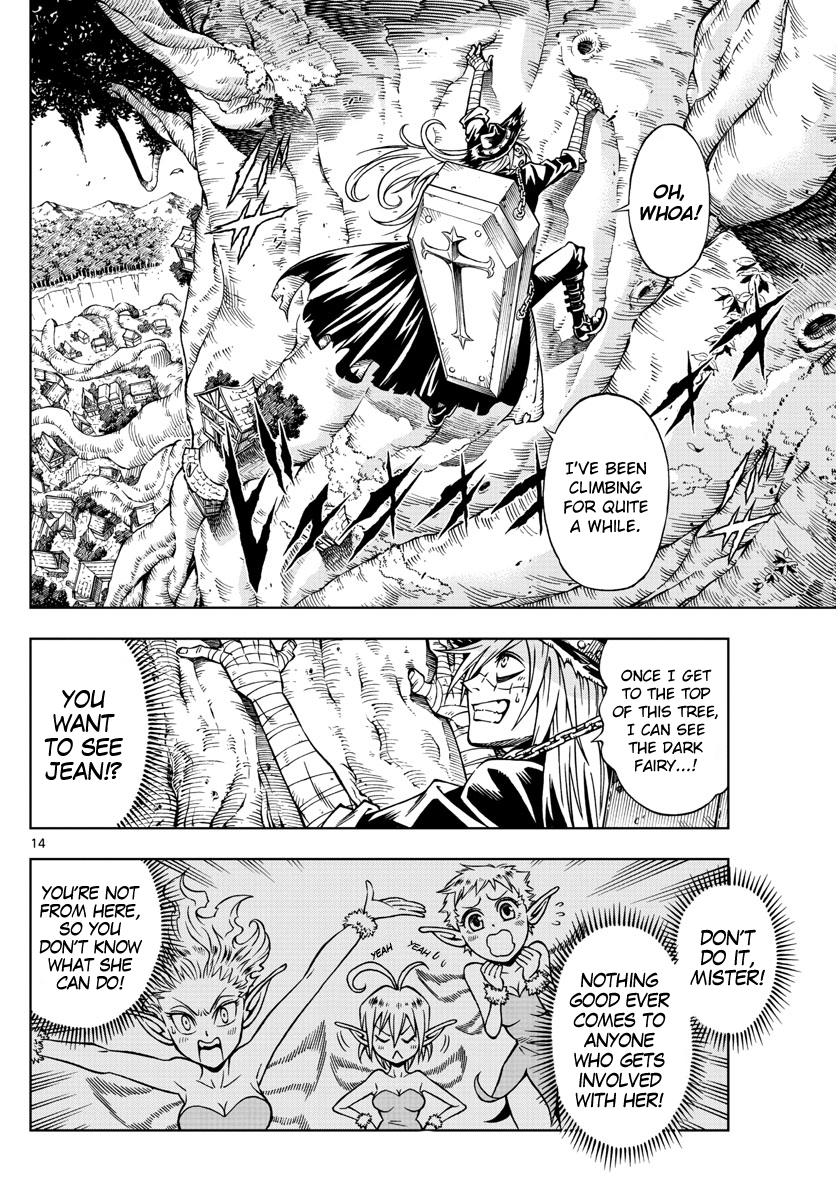 OH,
WHOA!
I'VE BEEN
CLIMBING
FOR QUITE
A WHILE.
ONCE I GET
TO THE TOP
OF THIS TREE,
I CAN SEE
THE DARK
FAIRY...!
YOU
WANT
TO SEE
JEAN!?
14
DON'T
DO IT,
MISTER!
NOTHING
GOOD EVER
COMES TO
ANYONE
WHO GETS
INVOLVED
WITH HER!
YEAH
YEAH
YOU'RE NOT
FROM HERE,
SO YOU
DON'T KNOW
WHAT SHE
CAN DO!